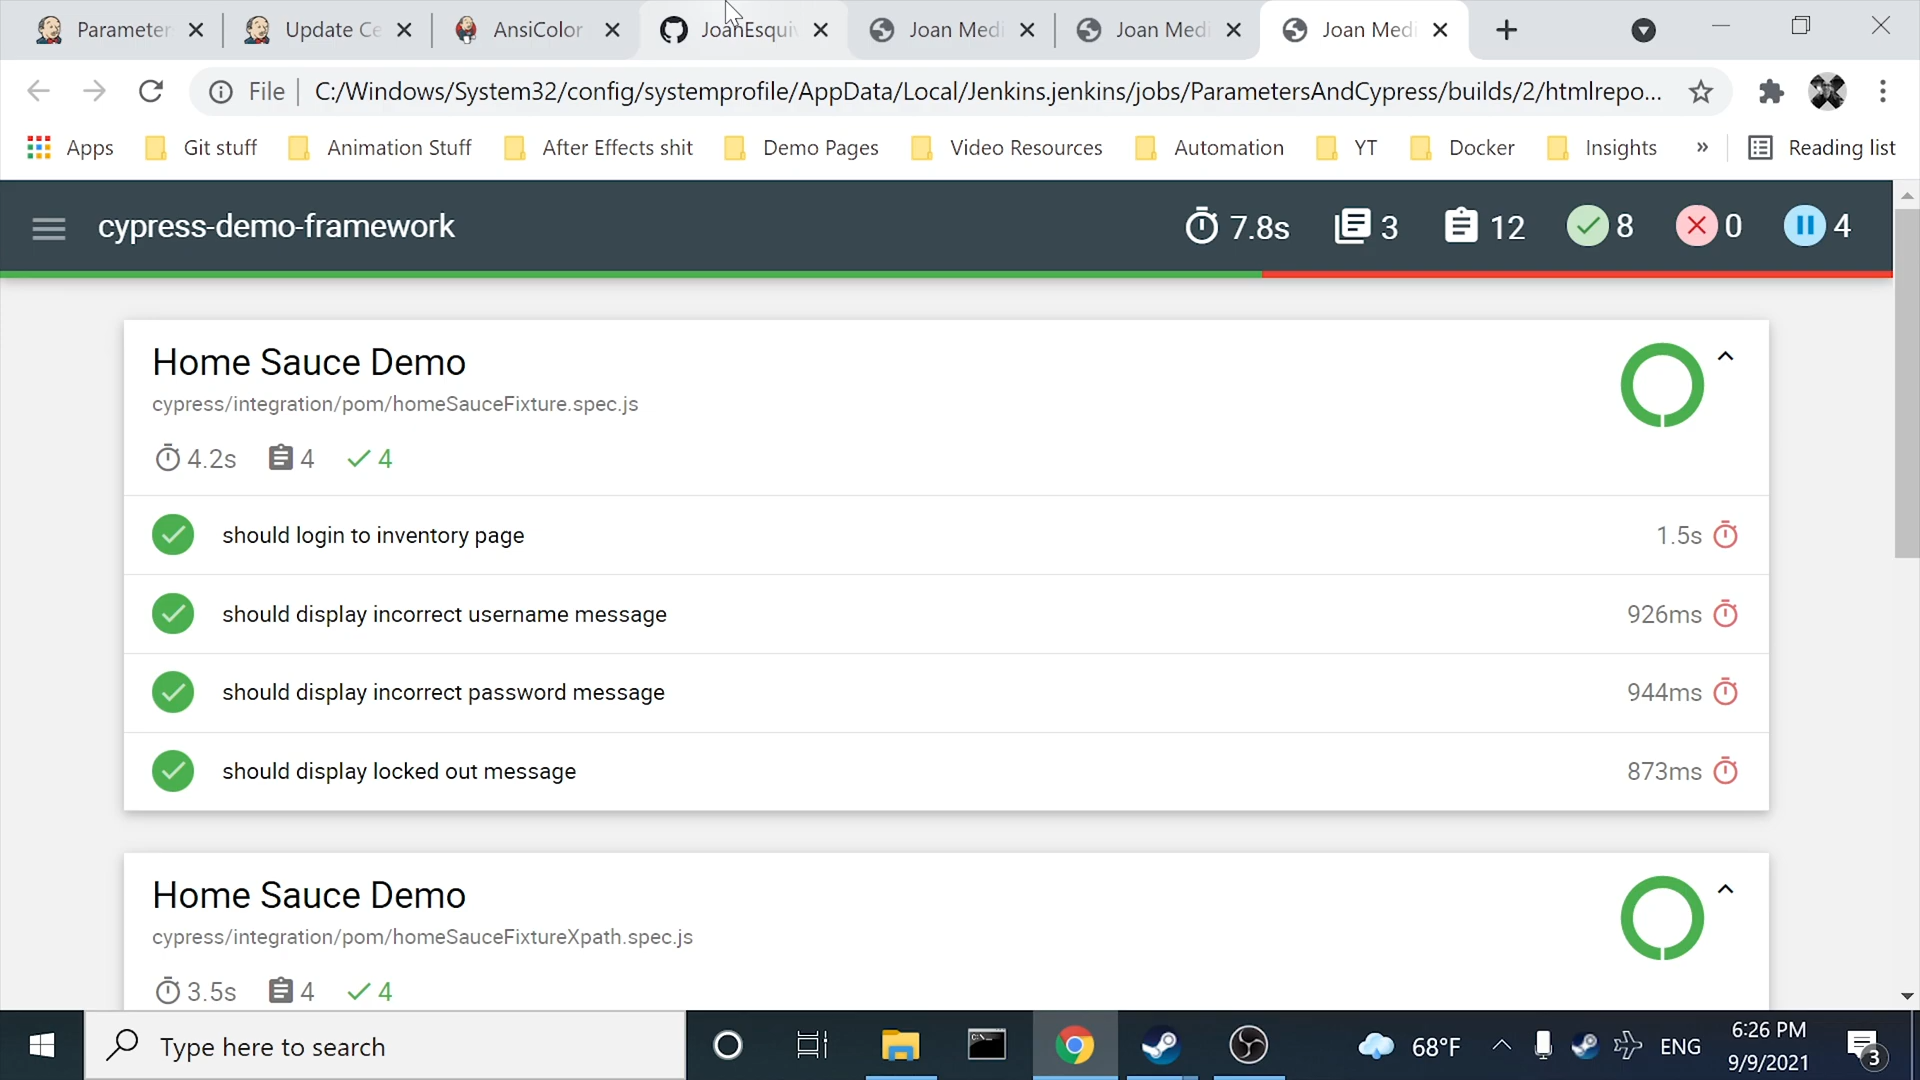 Parameter
Update Ce
AnsiColor
JoanEsqui
Joan Medi
Joan Medi
Joan Medi
File
C:/Windows/System32/config/systemprofile/AppData/Local/Jenkins.jenkins/jobs/ParametersAndCypress/builds/2/htmlrepo...
Apps
Git stuff
Animation Stuff
After Effects shit
Demo Pages
Video Resources
Automation
YT
Docker
Insights
»
Reading list
cypress-demo-framework
7.8s
3
12
8
0
4
Home Sauce Demo
cypress/integration/pom/homeSauceFixture.spec.js
4.2s
4
4
should login to inventory page
1.5s
should display incorrect username message
926ms
should display incorrect password message
944ms
should display locked out message
873ms
Home Sauce Demo
cypress/integration/pom/homeSauceFixtureXpath.spec.js
3.5s
4
4
Type here to search
68°F
ENG
6:26 PM
9/9/2021
3